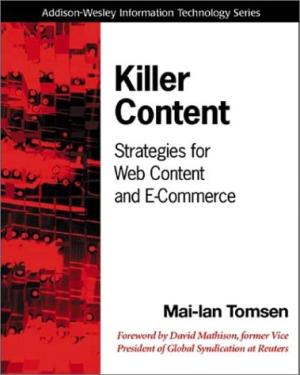 Addison-Wesley Information Technology Series
Killer
Content
Strategies for
Web Content
and E-Commerce
Mai-lan Tomsen
Foreword by David Mathison, former Vice
President of Global Syndication at Reuters